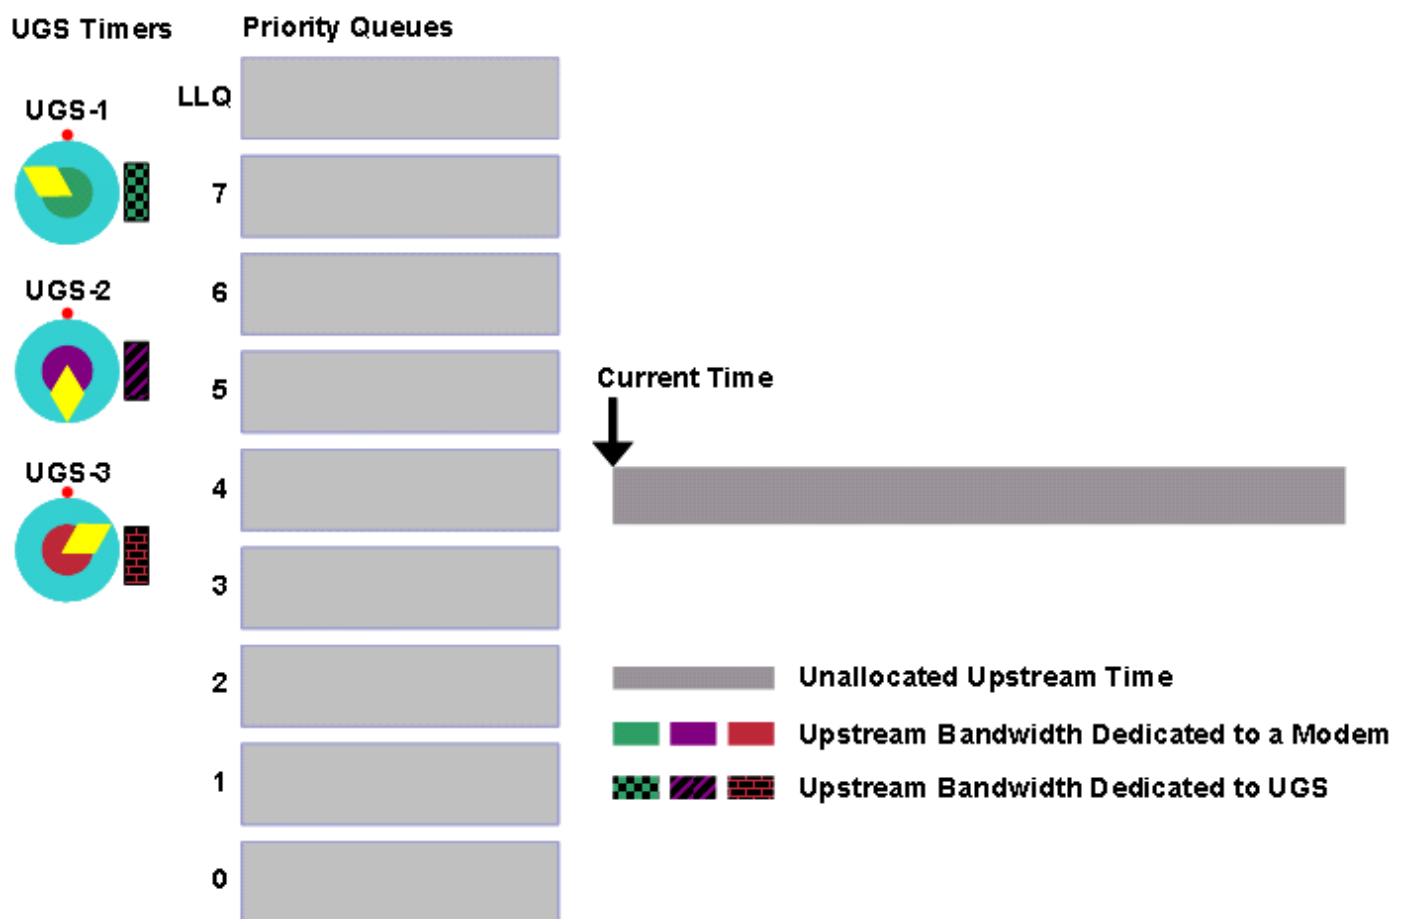 UGS Timers
Priority Queues
LLQ
UGS-1
7
UGS-2
6
5
Current Time
UGS-3
4
3
2
Unallocated Upstream Time
Upstream Bandwidth Dedicated to a Modem
1
Upstream Bandwidth Dedicated to UGS
0